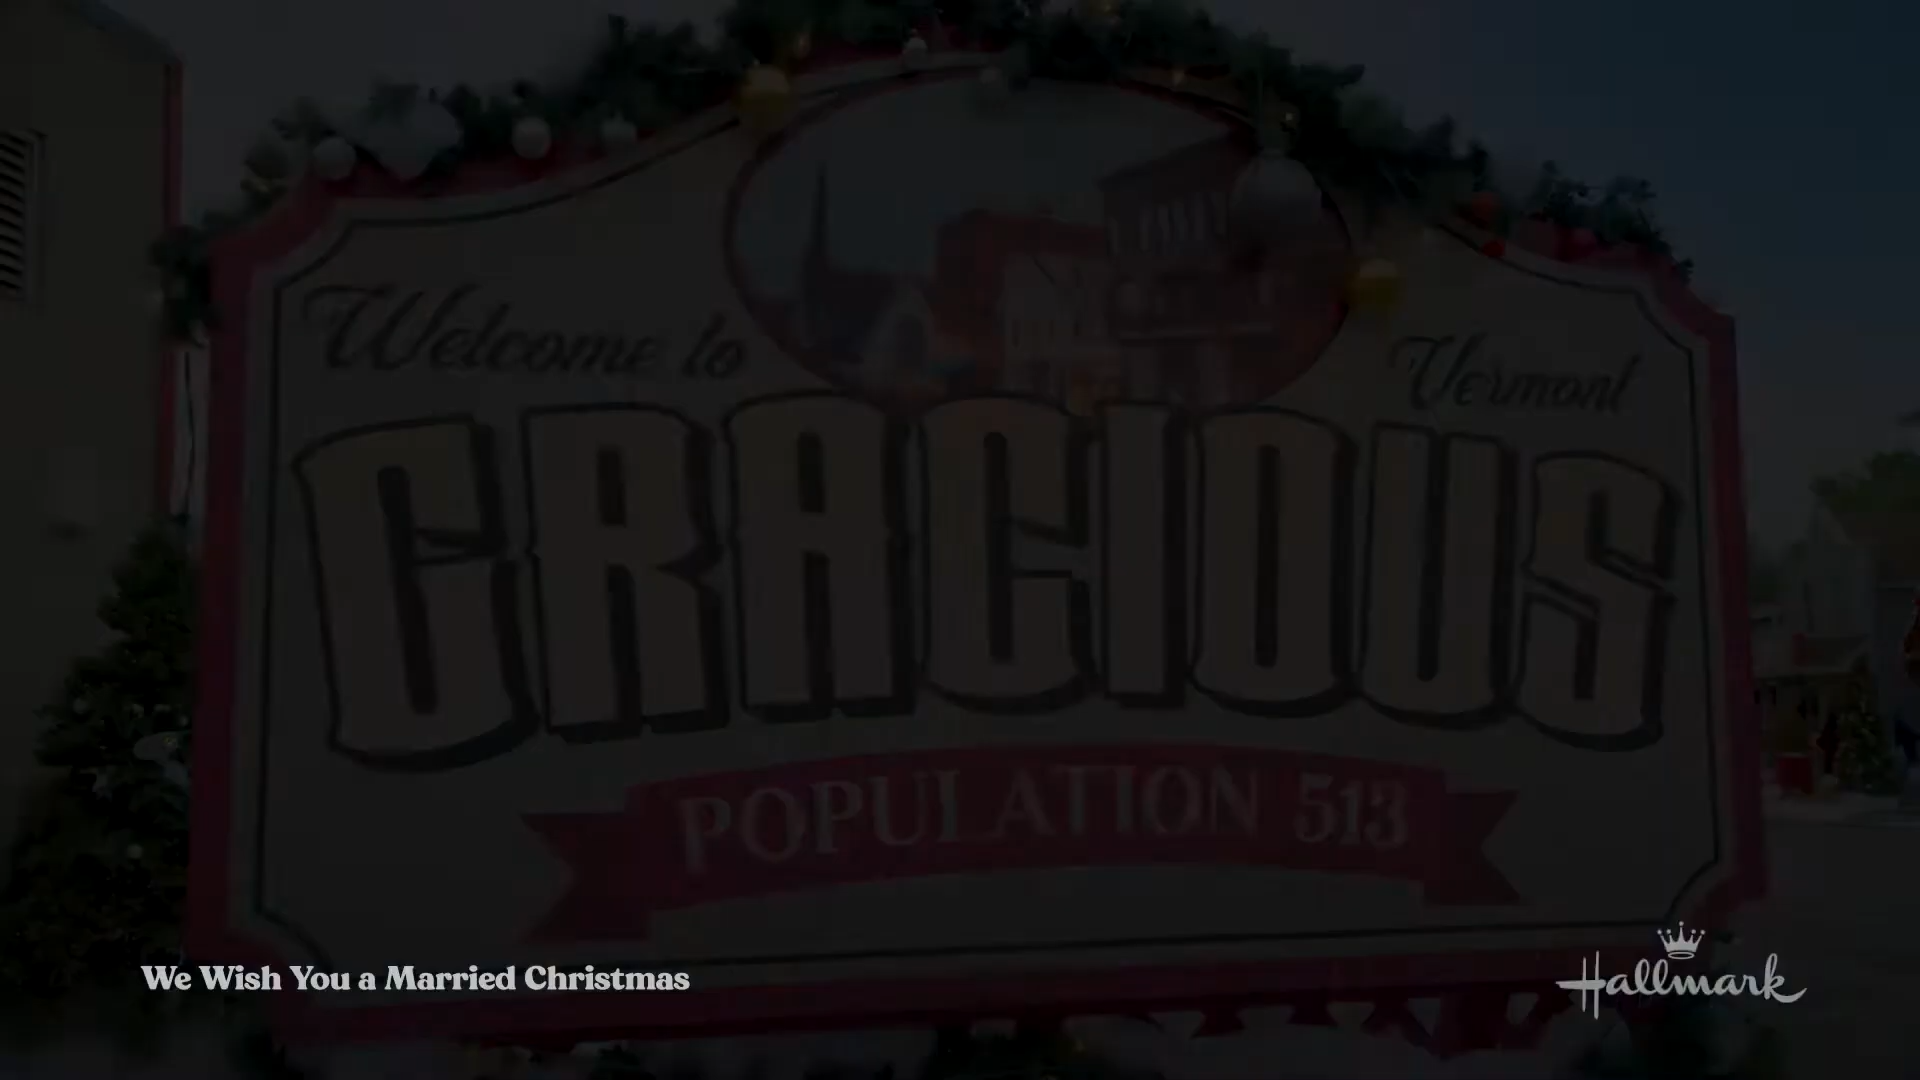 Welcome to
Vermont
GRACIOUS
POPULATION 513
We Wish You a Married Christmas
Hallmark